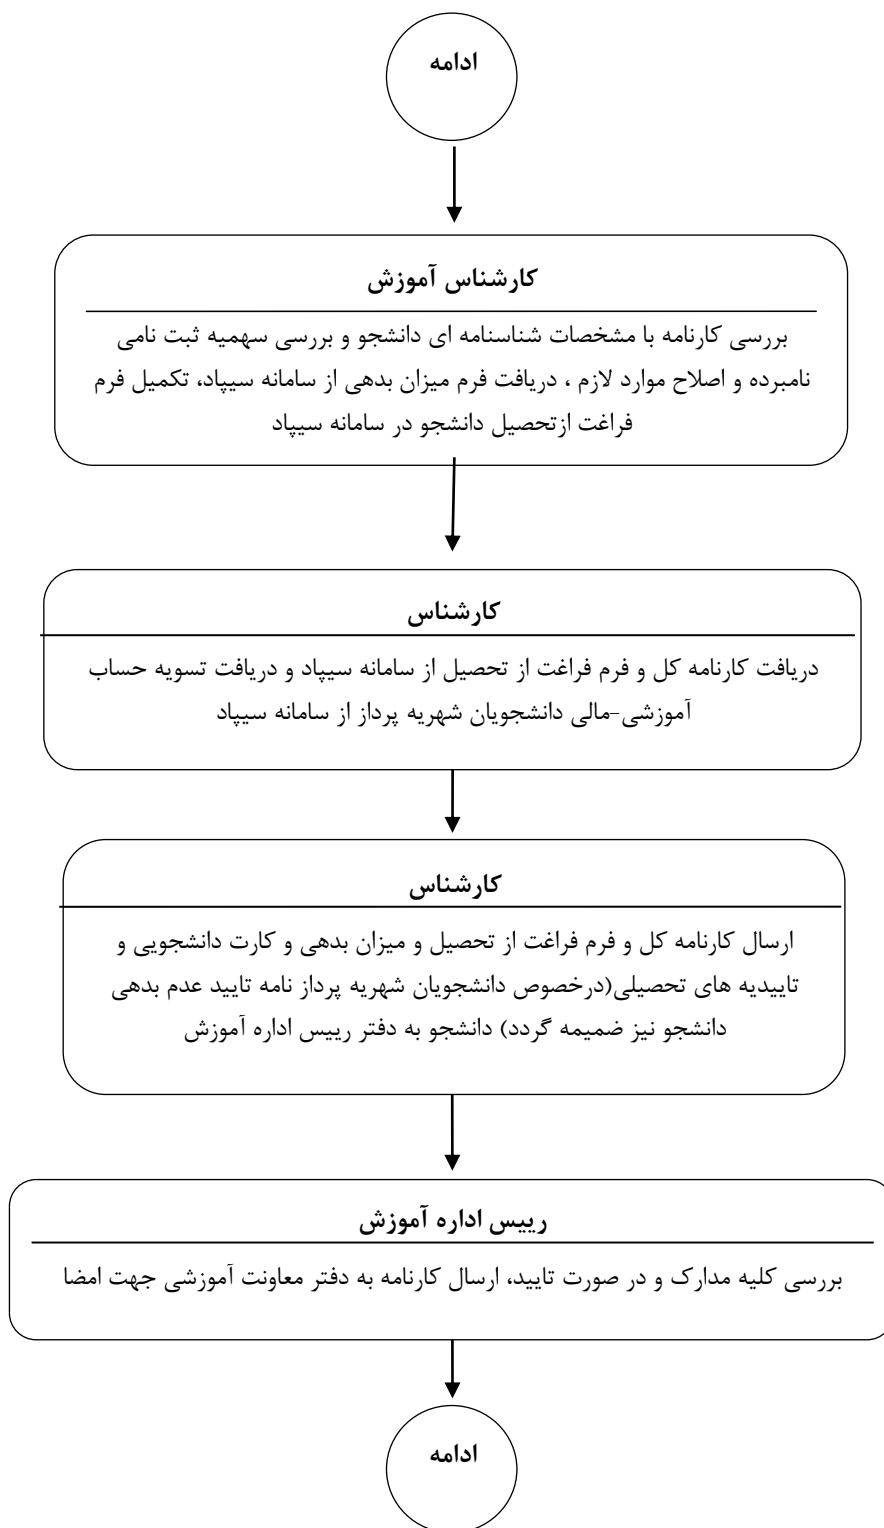 ادامه
کارشناس آموزش
بررسی کارنامه با مشخصات شناسنامه ای دانشجو و بررسی سهمیه ثبت نامی
نامبرده و اصلاح موارد لازم ، دریافت فرم میزان بدهی از سامانه سیپاد، تکمیل فرم
فراغت ازتحصیل دانشجو در سامانه سیپاد
کارشناس
دریافت کارنامه کل و فرم فراغت از تحصیل از سامانه سیپاد و دریافت تسویه حساب
آموزشی-مالی دانشجویان شهریه پرداز از سامانه سیپاد
کارشناس
ارسال کارنامه کل و فرم فراغت از تحصیل و میزان بدهی و کارت دانشجویی و
تاییدیه های تحصیلی(درخصوص دانشجویان شهریه پرداز نامه تایید عدم بدهی
دانشجو نیز ضمیمه گردد) دانشجو به دفتر رییس اداره آموزش
رییس اداره آموزش
بررسی کلیه مدارک و در صورت تایید، ارسال کارنامه به دفتر معاونت آموزشی جهت امضا
ادامه